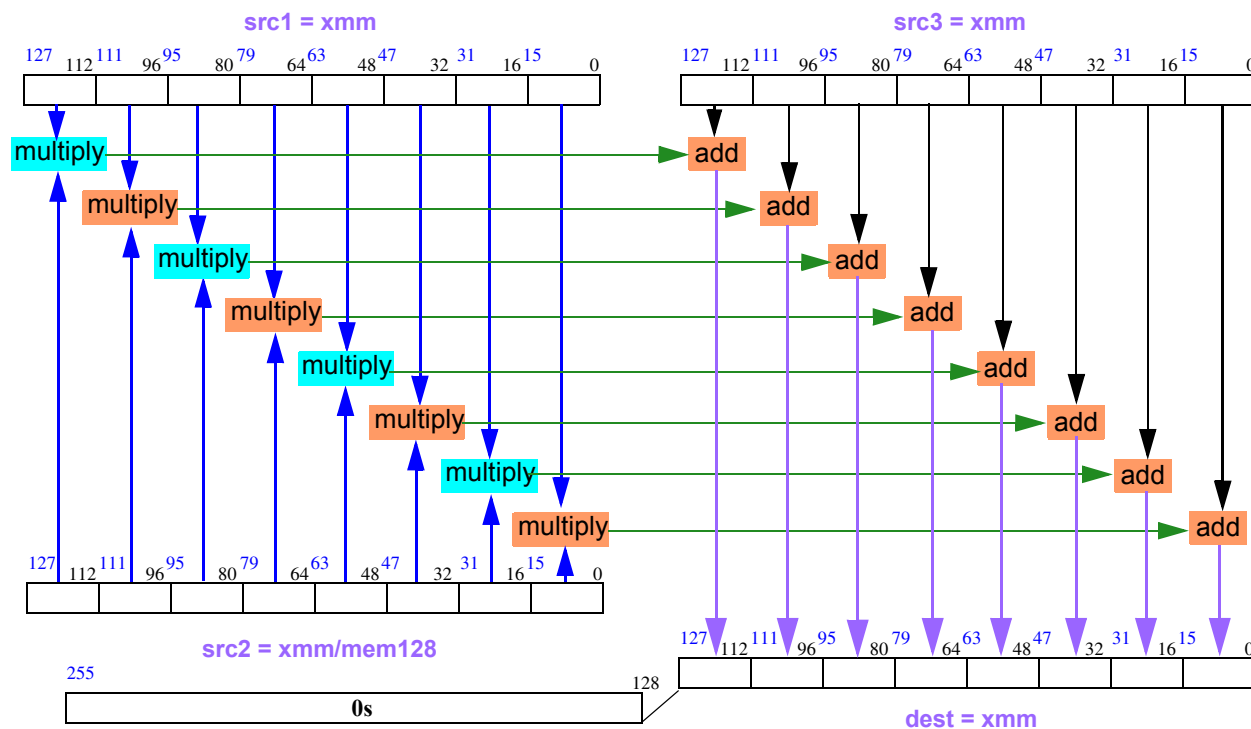 src1 = xmm src3 = xmm
127 111 95 79 63 47 31 15 127 111 95 79 63 47 31 15
112 96 80 64 48 32 16 0 112 96 80 64 48 32 16 0
multiply add
multiply add
multiply add
multiply add
multiply add
multiply add
multiply add
multiply add
127 111 95 79 63 47 31 15
112 96 80 64 48 32 16 0
src2 = xmm/mem128
127 111 95 79 63 47 31 15
112 96 80 64 48 32 16 0
255 128
0s
dest = xmm